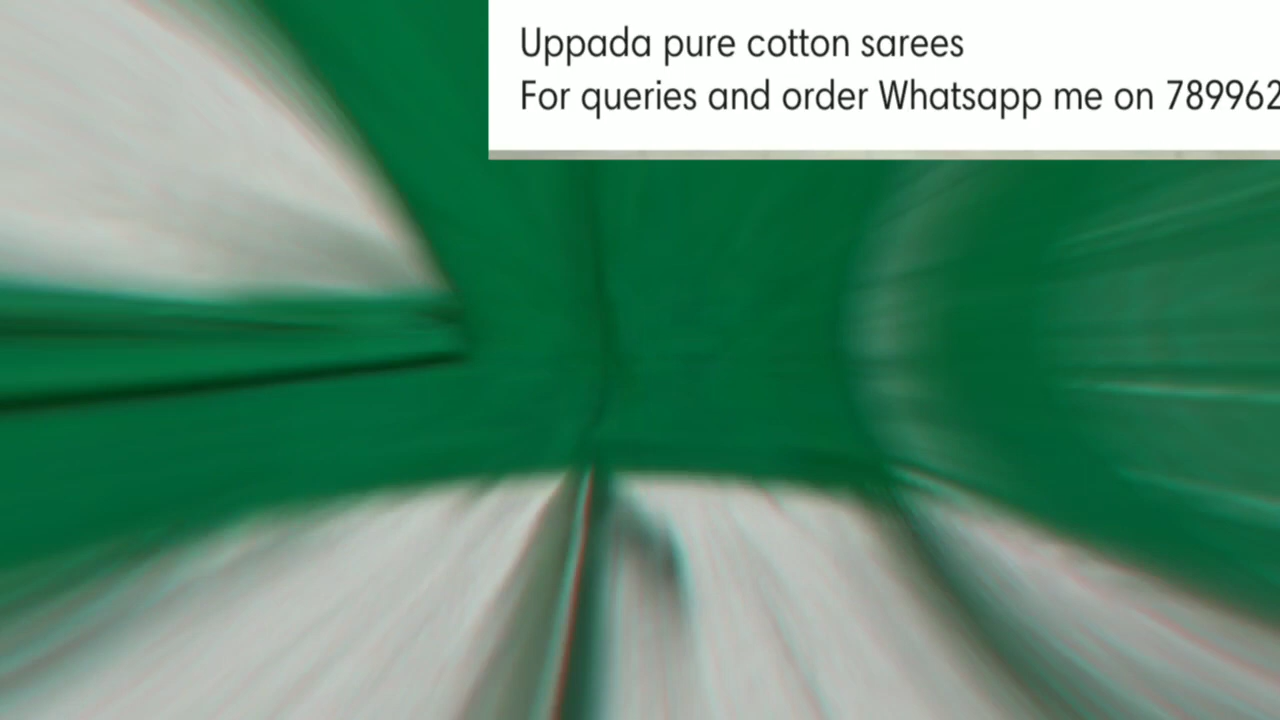 Uppada pure cotton sarees
For queries and order Whatsapp me on 789962